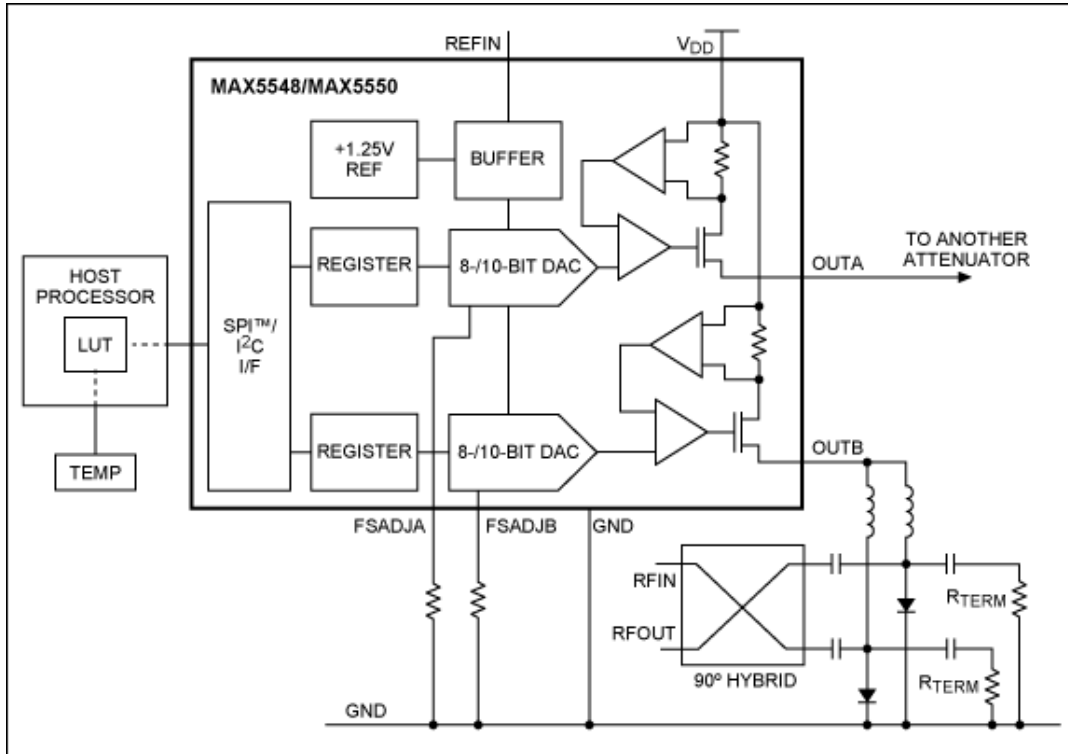 REFIN
VDD
MAX5548/MAX5550
+1.25V
REF
BUFFER
HOST
PROCESSOR
LUT
TEMP
SPI™/
I2C
I/F
REGISTER
8-/10-BIT DAC
OUTA
TO ANOTHER
ATTENUATOR
REGISTER
8-/10-BIT DAC
OUTB
FSADJA
FSADJB
GND
RFIN
RFOUT
90º HYBRID
RTERM
RTERM
GND